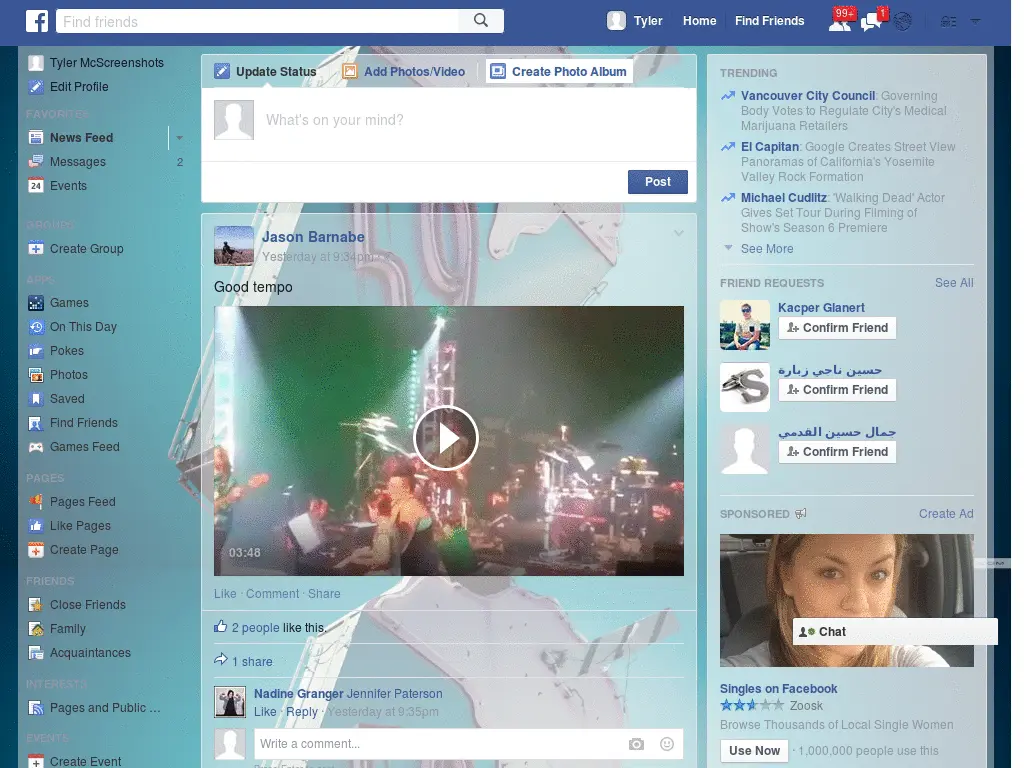 f
Find friends
Tyler
Home
Find Friends
99+
1
Tyler McScreenshots
Edit Profile
FAVORITES
News Feed
Messages
2
24
Events
GROUPS
Create Group
APPS
Games
On This Day
Pokes
Photos
Saved
Find Friends
Games Feed
PAGES
Pages Feed
Like Pages
Create Page
FRIENDS
Close Friends
Family
Acquaintances
INTERESTS
Pages and Public ...
EVENTS
Create Event
Update Status
Add Photos/Video
Create Photo Album
What's on your mind?
Post
Jason Barnabe
Yesterday at 9:34pm
Good tempo
03:48
Like · Comment · Share
2 people like this.
1 share
Nadine Granger Jennifer Paterson
Like · Reply · Yesterday at 9:35pm
Write a comment...
TRENDING
Vancouver City Council: Governing
Body Votes to Regulate City's Medical
Marijuana Retailers
El Capitan: Google Creates Street View
Panoramas of California's Yosemite
Valley Rock Formation
Michael Cudlitz: 'Walking Dead' Actor
Gives Set Tour During Filming of
Show's Season 6 Premiere
See More
FRIEND REQUESTS
See All
Kacper Glanert
Confirm Friend
حسين ناجي زبارة
Confirm Friend
جمال حسين القدمي
Confirm Friend
SPONSORED
Create Ad
Chat
Singles on Facebook
Zoosk
Browse Thousands of Local Single Women
Use Now · 1,000,000 people use this